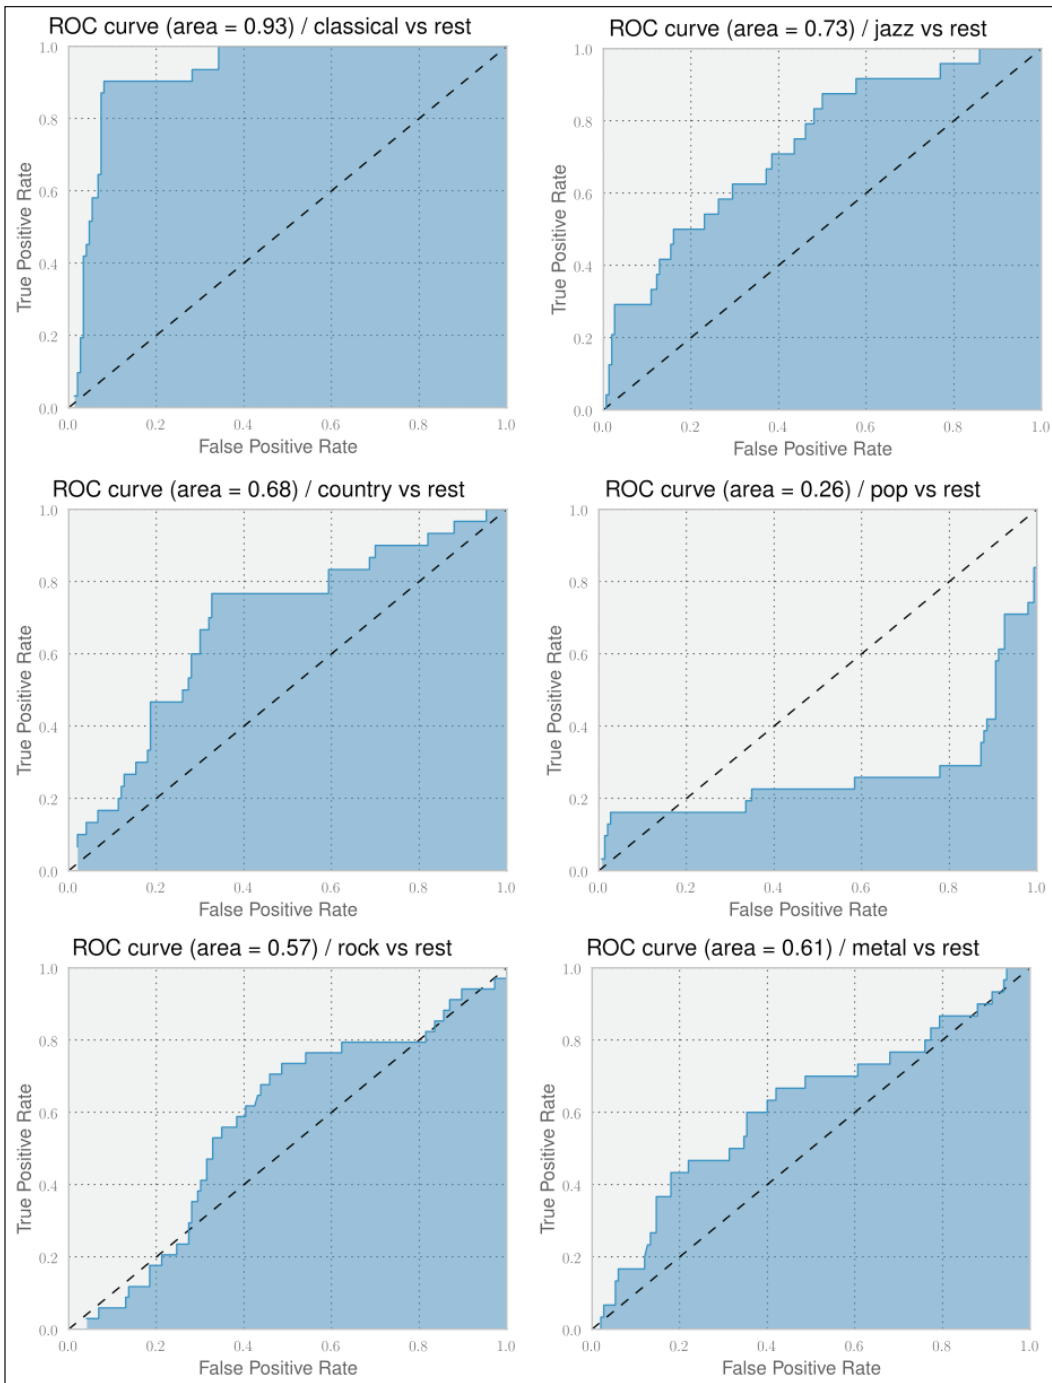 ROC curve (area = 0.93) / classical vs rest
1.0
0.8
0.6
0.4
0.2
0.0
True Positive Rate
0.0 0.2 0.4 0.6 0.8 1.0
False Positive Rate
ROC curve (area = 0.73) / jazz vs rest
1.0
0.8
0.6
0.4
0.2
0.0
True Positive Rate
0.0 0.2 0.4 0.6 0.8 1.0
False Positive Rate
ROC curve (area = 0.68) / country vs rest
1.0
0.8
0.6
0.4
0.2
0.0
True Positive Rate
0.0 0.2 0.4 0.6 0.8 1.0
False Positive Rate
ROC curve (area = 0.26) / pop vs rest
1.0
0.8
0.6
0.4
0.2
0.0
True Positive Rate
0.0 0.2 0.4 0.6 0.8 1.0
False Positive Rate
ROC curve (area = 0.57) / rock vs rest
1.0
0.8
0.6
0.4
0.2
0.0
True Positive Rate
0.0 0.2 0.4 0.6 0.8 1.0
False Positive Rate
ROC curve (area = 0.61) / metal vs rest
1.0
0.8
0.6
0.4
0.2
0.0
True Positive Rate
0.0 0.2 0.4 0.6 0.8 1.0
False Positive Rate